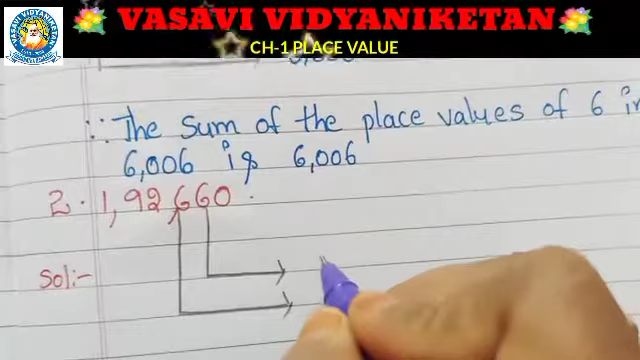 VASAVI VIDYANIKETAN
CH-1 PLACE VALUE
∴ The sum of the place values of 6 in
6,006 is 6,006
2. 1,92,660.
Sol:-